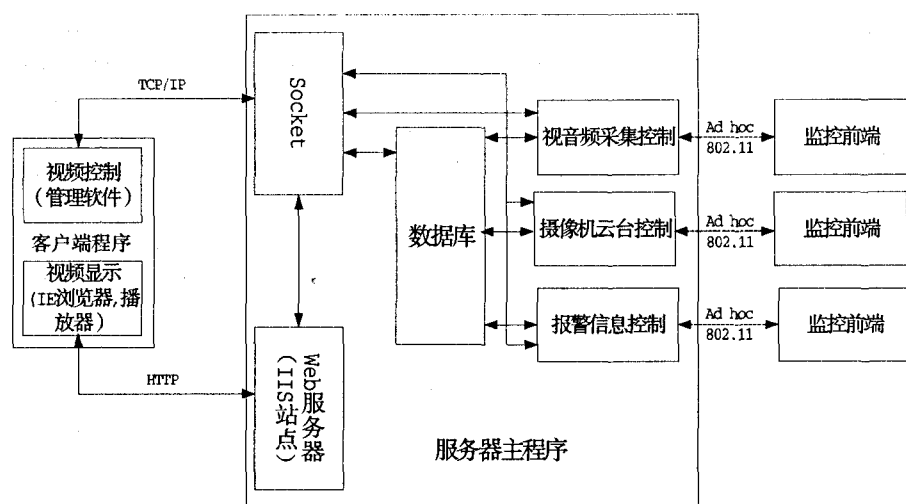 TCP/IP
视频控制
(管理软件)
客户端程序
视频显示
(IE浏览器,播
放器)
HTTP
Socket
Web服务器
(IIS站点)
数据库
视音频采集控制
摄像机云台控制
报警信息控制
服务器主程序
Ad hoc
802.11
监控前端
Ad hoc
802.11
监控前端
Ad hoc
802.11
监控前端